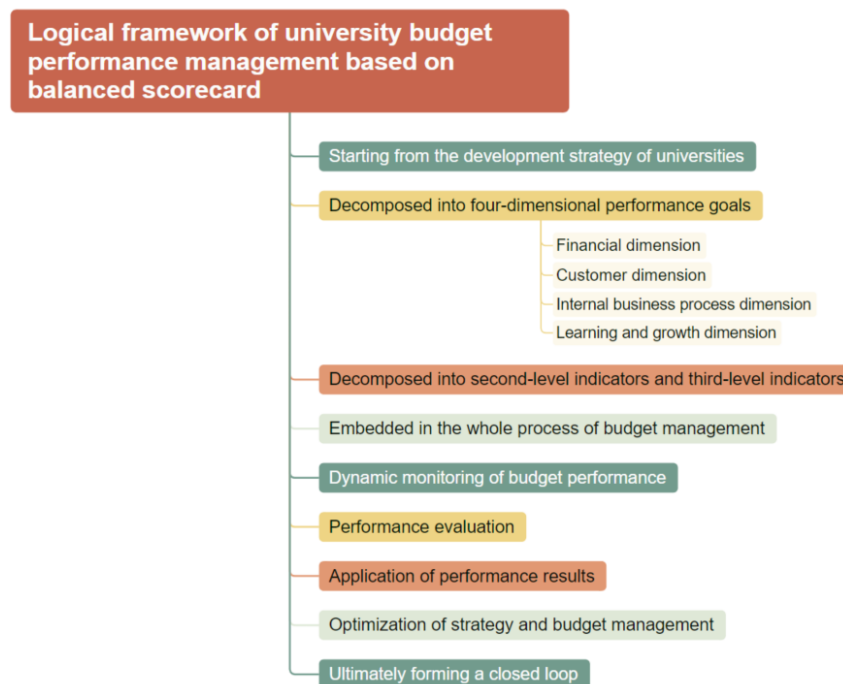 Logical framework of university budget
performance management based on
balanced scorecard
Starting from the development strategy of universities
Decomposed into four-dimensional performance goals
Financial dimension
Customer dimension
Internal business process dimension
Learning and growth dimension
Decomposed into second-level indicators and third-level indicators
Embedded in the whole process of budget management
Dynamic monitoring of budget performance
Performance evaluation
Application of performance results
Optimization of strategy and budget management
Ultimately forming a closed loop